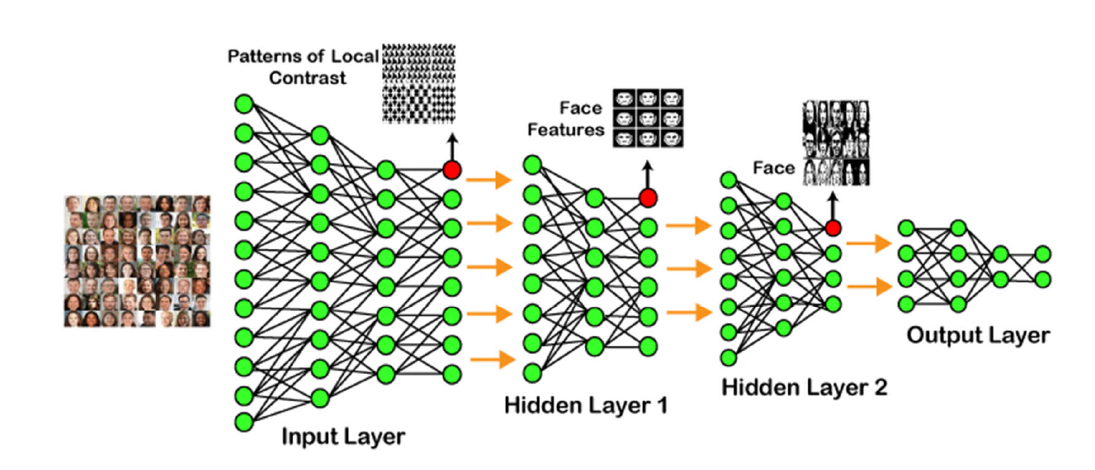 Patterns of Local
Contrast
Face
Features
Face
Input Layer
Hidden Layer 1
Hidden Layer 2
Output Layer